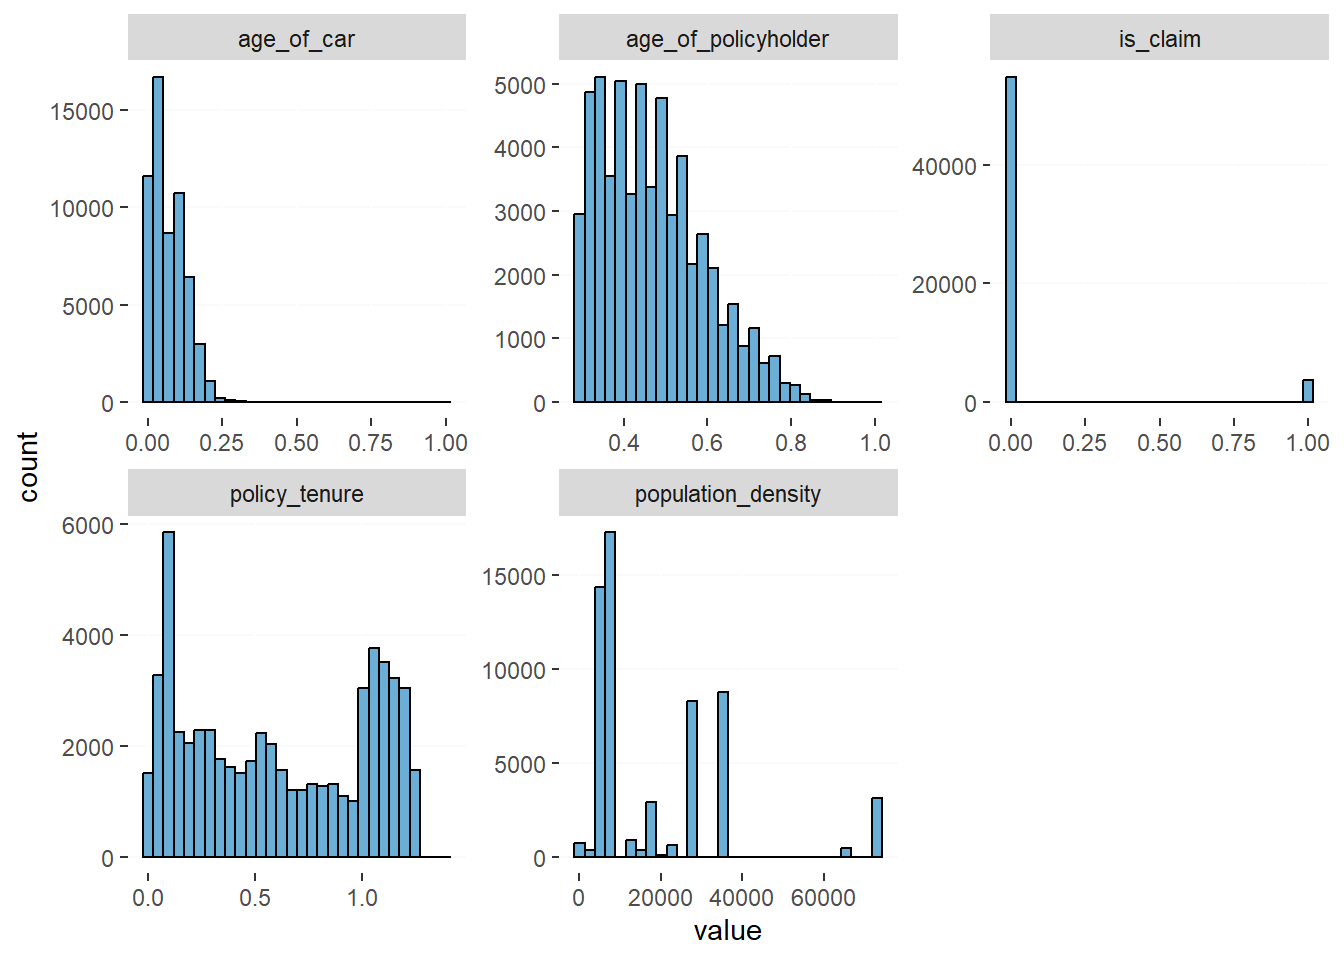 age_of_car
age_of_policyholder
is_claim
15000
10000
5000
0
0.00 0.25 0.50 0.75 1.00
5000
4000
3000
2000
1000
0
0.4 0.6 0.8 1.0
40000
20000
0
0.00 0.25 0.50 0.75 1.00
count
policy_tenure
population_density
6000
4000
2000
0
0.0 0.5 1.0
15000
10000
5000
0
0 20000 40000 60000
value